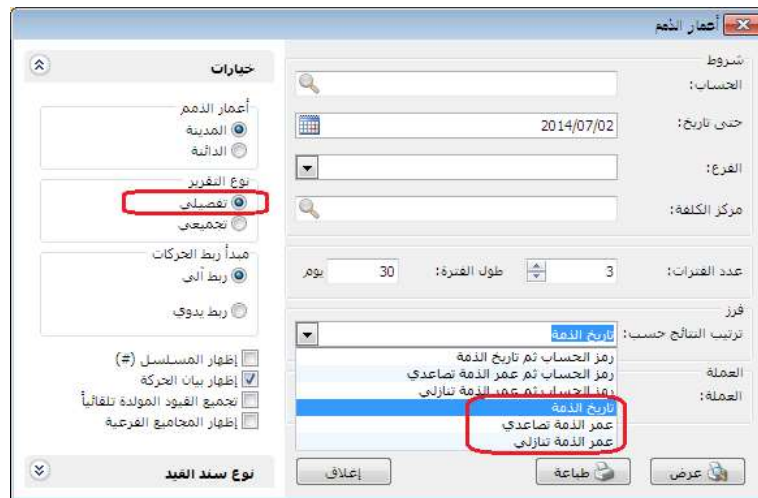 أعمار الذمم
شروط
الحساب:
حتى تاريخ: 2014/07/02
الفرع:
مركز الكلفة:
عدد الفترات: 3 طول الفترة: 30 يوم
فرز
ترتيب النتائج حسب: تاريخ الذمة
رمز الحساب ثم تاريخ الذمة
رمز الحساب ثم عمر الذمة تصاعدي
رمز الحساب ثم عمر الذمة تنازلي
تاريخ الذمة
عمر الذمة تصاعدي
عمر الذمة تنازلي
العملة
العملة:
عرض طباعة إغلاق
خيارات
أعمار الذمم
المدينة
الدائنة
نوع التقرير
تفصيلي
تجميعي
مبدأ ربط الحركات
ربط آلي
ربط يدوي
إظهار المسلسل (#)
إظهار بيان الحركة
تجميع القيود المولدة تلقائياً
إظهار المجاميع الفرعية
نوع سند القيد